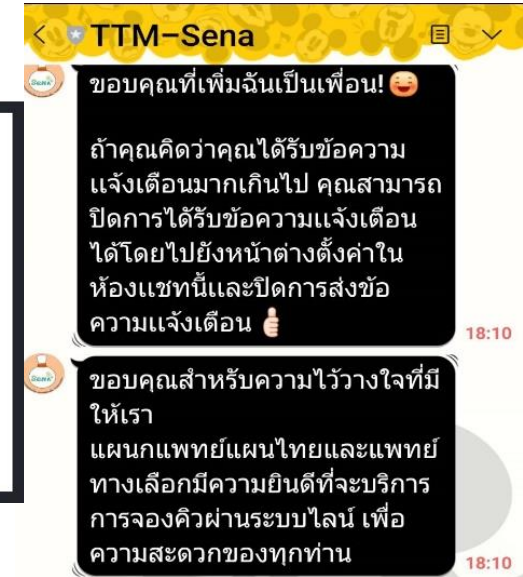 TTM-Sena
ขอบคุณที่เพิ่มฉันเป็นเพื่อน!
ถ้าคุณคิดว่าคุณได้รับข้อความ
แจ้งเตือนมากเกินไป คุณสามารถ
ปิดการได้รับข้อความแจ้งเตือน
ได้โดยไปยังหน้าต่างตั้งค่าใน
ห้องแชทนี้และปิดการส่งข้อ
ความแจ้งเตือน
18:10
ขอบคุณสำหรับความไว้วางใจที่มี
ให้เรา
แผนกแพทย์แผนไทยและแพทย์
ทางเลือกมีความยินดีที่จะบริการ
การจองคิวผ่านระบบไลน์ เพื่อ
ความสะดวกของทุกท่าน
18:10